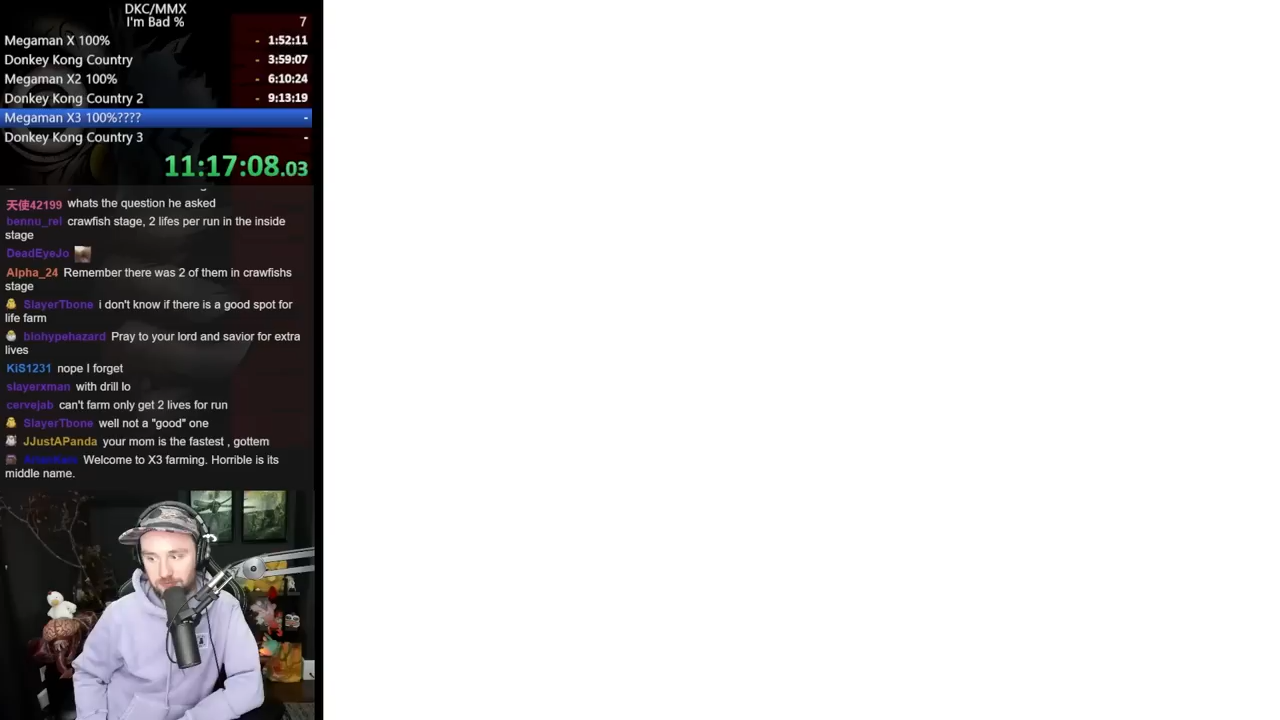 DKC/MMX
I'm Bad %
7
Megaman X 100% - 1:52:11
Donkey Kong Country - 3:59:07
Megaman X2 100% - 6:10:24
Donkey Kong Country 2 - 9:13:19
Megaman X3 100%???? -
Donkey Kong Country 3 -
11:17:08.03
天使42199 whats the question he asked
bennu_rel crawfish stage, 2 lifes per run in the inside
stage
DeadEyeJo
Alpha_24 Remember there was 2 of them in crawfishs
stage
SlayerTbone i don't know if there is a good spot for
life farm
biohypehazard Pray to your lord and savior for extra
lives
KiS1231 nope I forget
slayerxman with drill lo
cervejab can't farm only get 2 lives for run
SlayerTbone well not a "good" one
JJustAPanda your mom is the fastest , gottem
Welcome to X3 farming. Horrible is its
middle name.